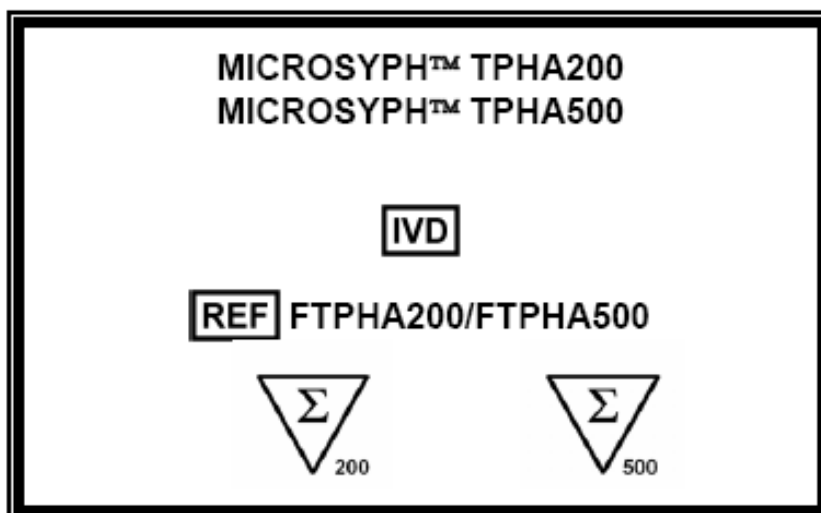 MICROSYPH™ TPHA200
MICROSYPH™ TPHA500
IVD
REF FTPHA200/FTPHA500
Σ Σ
200 500